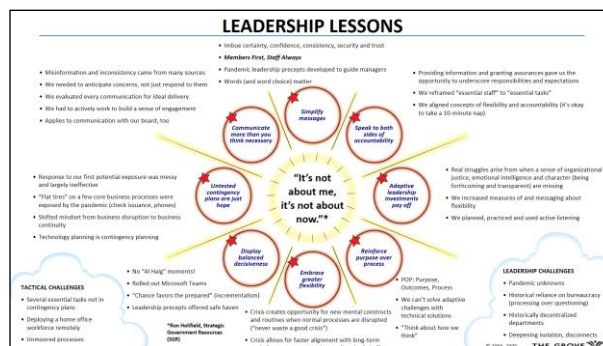 LEADERSHIP LESSONS
• Imbue certainty, confidence, consistency, security and trust
• Members First, Staff Always
• Pandemic leadership precepts developed to guide managers
• Words (and word choice) matter
• Misinformation and inconsistency came from many sources
• We needed to anticipate concerns, not just respond to them
• We evaluated every communication for ideal delivery
• We had to actively work to build a sense of engagement
• Applies to communication with our board, too
• Providing information and granting assurances gave us the
opportunity to underscore responsibilities and expectations
• We reframed "essential staff" to "essential tasks"
• We aligned concepts of flexibility and accountability (it's okay
to take a 10 minute nap)
Simplify
messages
Communicate
more than you
think necessary
Speak to both
sides of
accountability
• Response to our first potential exposure was messy
and largely ineffective
• "Flat tires" on a few core business processes were
exposed by the pandemic (check issuance, phones)
• Shifted mindset from business disruption to business
continuity
• Technology planning is contingency planning
Untested
contingency
plans are just
hope
"It's not
about me,
it's not about
now."*
Adaptive
leadership
investments
pay off
• Real struggles arise from when a sense of organizational
justice, emotional intelligence and character (being
forthcoming and transparent) are missing
• We increased measures of and messaging about
flexibility
• We planned, practiced and used active listening
Display
balanced
decisiveness
Embrace
greater
flexibility
Reinforce
purpose over
process
• No "Al Haig" moments!
• Rolled out Microsoft Teams
• "Chance favors the prepared" (incrementalism)
• Leadership precepts offered safe haven
*Ron Holifield, Strategic
Government Resources
(SGR)
• Crisis creates opportunity for new mental constructs
and routines when normal processes are disrupted
("never waste a good crisis")
• Crisis allows for faster alignment with long-term
• POP: Purpose,
Outcomes, Process
• We can't solve adaptive
challenges with
technical solutions
• "Think about how we
think"
TACTICAL CHALLENGES
• Several essential tasks not in
contingency plans
• Deploying a home office
workforce remotely
• Unmoored processes
LEADERSHIP CHALLENGES
• Pandemic unknowns
• Historical reliance on bureaucracy
(processing over questioning)
• Historically decentralized
departments
• Deepening isolation, disconnects
THE GROVE